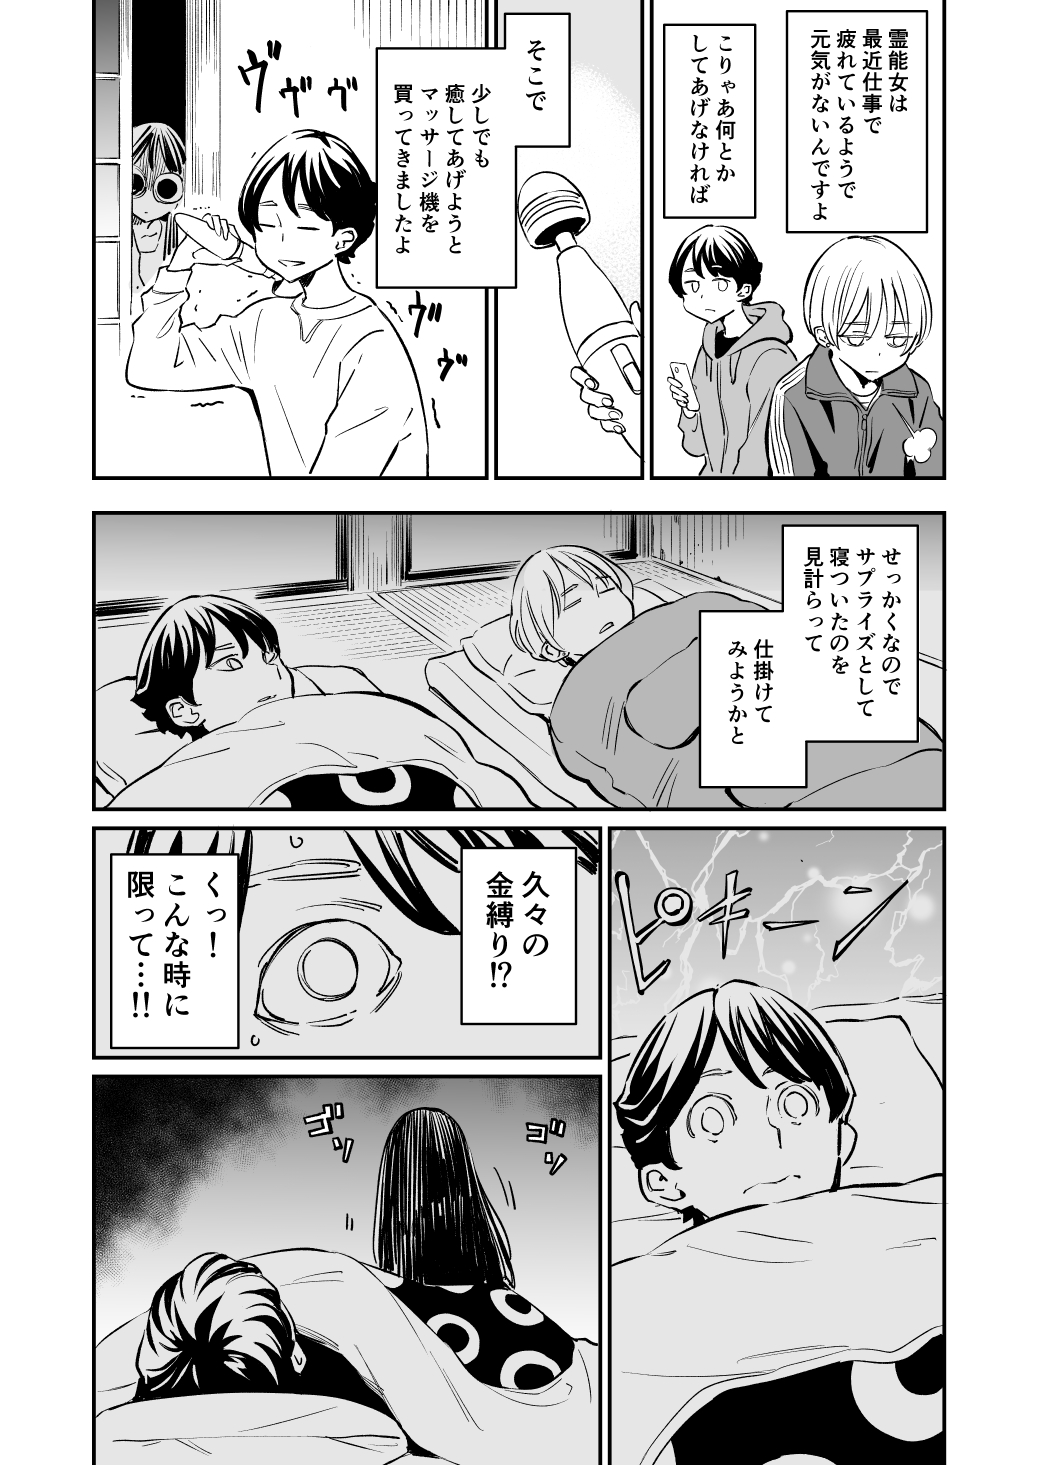 霊能女は
最近仕事で
疲れているようで
元気がないんですよ
こりゃあ何とか
してあげなければ
そこで
少しでも
癒してあげようと
マッサージ機を
買ってきましたよ
ヴ
ヴ
ヴ
ヴ
ヴ
ヴ
ヴ
せっかくなので
サプライズとして
寝ついたのを
見計らって
仕掛けて
みようかと
ピキーン
久々の
金縛り!?
くっ!
こんな時に
限って…!!
ゴソ
ゴソ